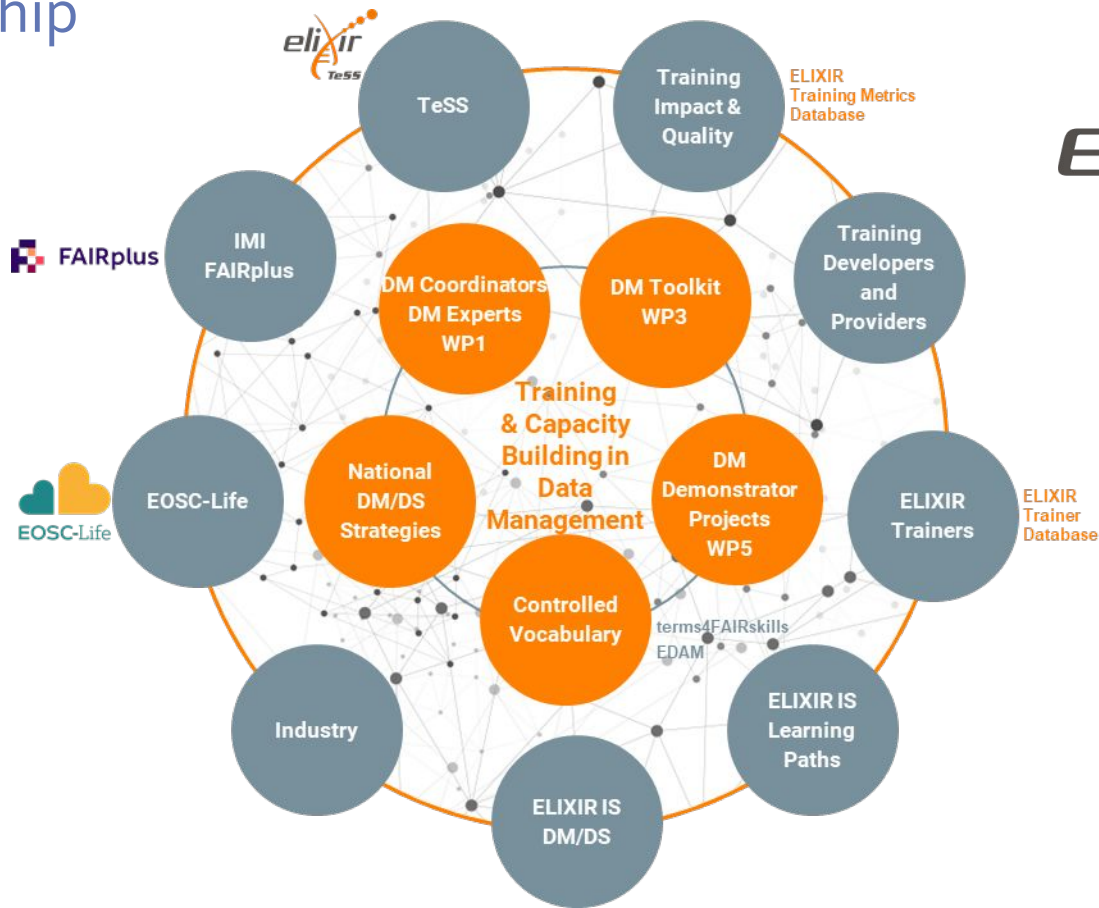 hip
elixir
TeSS
TeSS
Training
Impact &
Quality
ELIXIR
Training Metrics
Database
E
IMI
FAIRplus
FAIRplus
Training
Developers
and
Providers
DM Coordinators
DM Experts
WP1
DM Toolkit
WP3
Training
& Capacity
Building in
Data
Management
EOSC-Life
EOSC-Life
National
DM/DS
Strategies
DM
Demonstrator
Projects
WP5
ELIXIR
Trainers
ELIXIR
Trainer
Database
Controlled
Vocabulary
terms4FAIRskills
EDAM
Industry
ELIXIR IS
Learning
Paths
ELIXIR IS
DM/DS